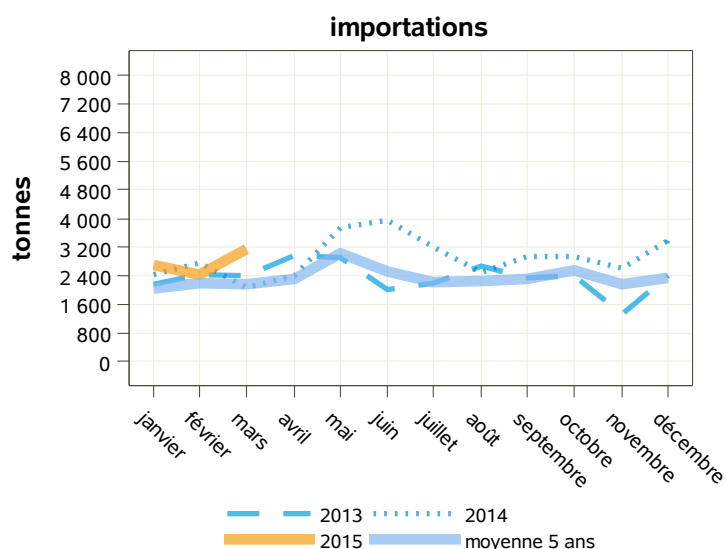 importations
tonnes
8 000
7 200
6 400
5 600
4 800
4 000
3 200
2 400
1 600
800
0
janvier
février
mars
avril
mai
juin
juillet
août
septembre
octobre
novembre
décembre
2013 2014
2015 moyenne 5 ans